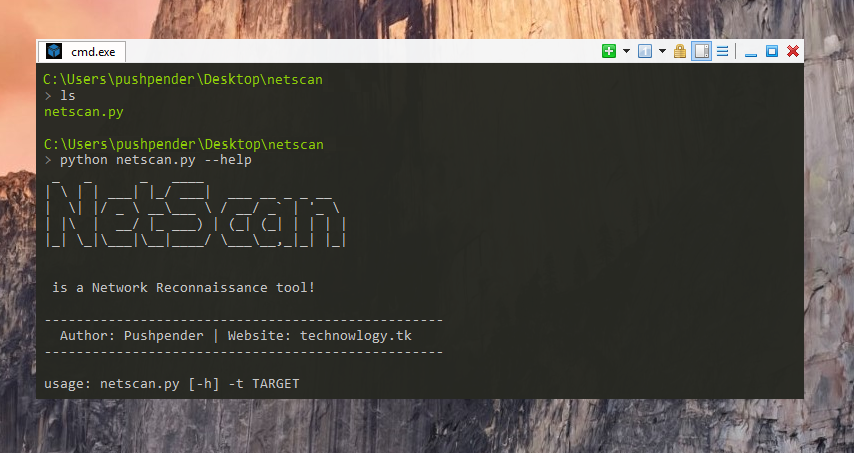 cmd.exe
C:\Users\pushpender\Desktop\netscan
> ls
netscan.py
C:\Users\pushpender\Desktop\netscan
> python netscan.py --help
NetScan
is a Network Reconnaissance tool!
--------------------------------------------------
Author: Pushpender | Website: technowlogy.tk
--------------------------------------------------
usage: netscan.py [-h] -t TARGET